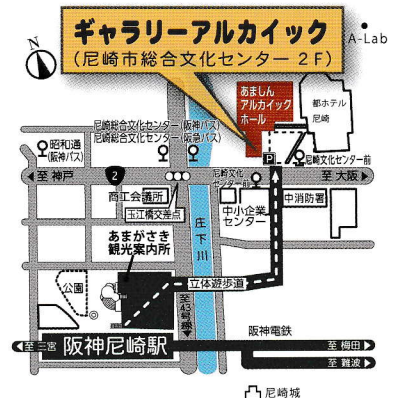 ギャラリーアルカイック
(尼崎市総合文化センター 2F)
N
A-Lab
あましん
アルカイック
ホール
都ホテル
尼崎
尼崎総合文化センター(阪神バス)
尼崎総合文化センター(阪急バス)
昭和通
(阪神バス)
P
尼崎文化
センター前
尼崎文化
センター前
至 神戸
2
至 大阪
商工会議所
玉江橋交差点
中小企業
センター
中消防署
庄下川
あまがさき
観光案内所
公園
立体遊歩道
至43号線
阪神電鉄
至 三宮
阪神尼崎駅
至 梅田
至 難波
尼崎城